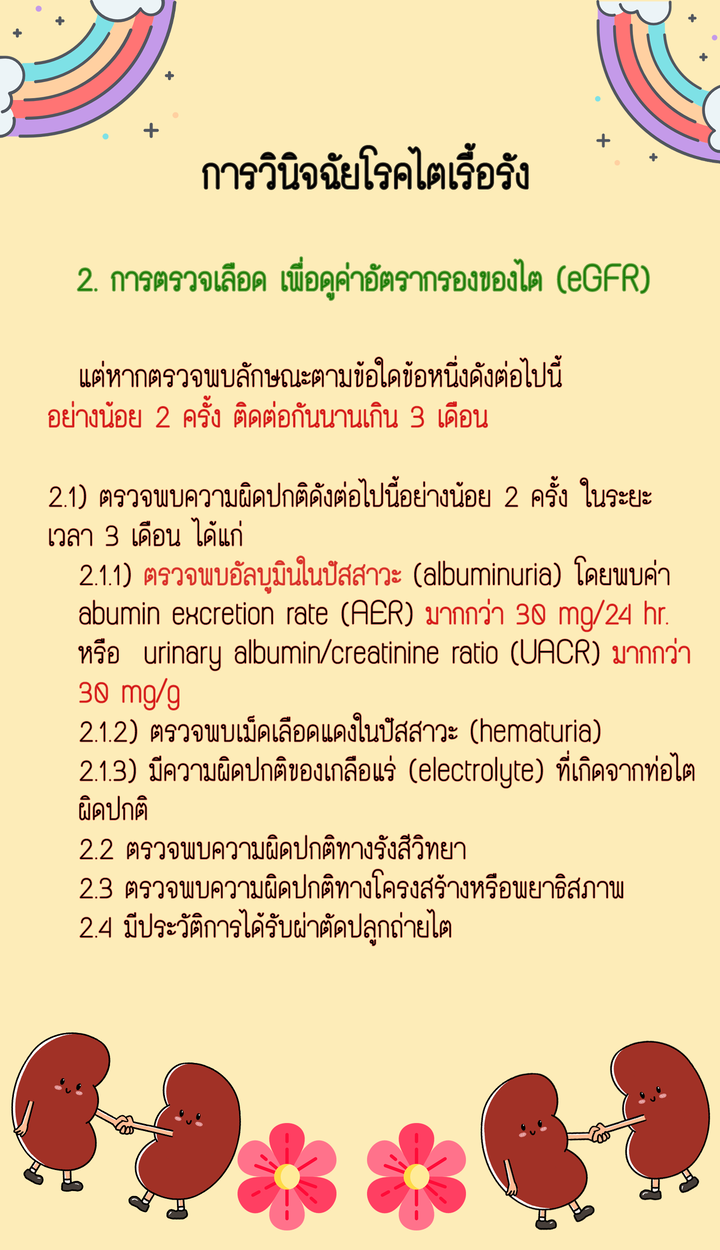 การวินิจฉัยโรคไตเรื้อรัง
2. การตรวจเลือด เพื่อดูค่าอัตรากรองของไต (eGFR)
แต่หากตรวจพบลักษณะตามข้อใดข้อหนึ่งดังต่อไปนี้
อย่างน้อย 2 ครั้ง ติดต่อกันนานเกิน 3 เดือน
2.1) ตรวจพบความผิดปกติดังต่อไปนี้อย่างน้อย 2 ครั้ง ในระยะ
เวลา 3 เดือน ได้แก่
2.1.1) ตรวจพบอัลบูมินในปัสสาวะ (albuminuria) โดยพบค่า
abumin excretion rate (AER) มากกว่า 30 mg/24 hr.
หรือ urinary albumin/creatinine ratio (UACR) มากกว่า
30 mg/g
2.1.2) ตรวจพบเม็ดเลือดแดงในปัสสาวะ (hematuria)
2.1.3) มีความผิดปกติของเกลือแร่ (electrolyte) ที่เกิดจากท่อไต
ผิดปกติ
2.2 ตรวจพบความผิดปกติทางรังสีวิทยา
2.3 ตรวจพบความผิดปกติทางโครงสร้างหรือพยาธิสภาพ
2.4 มีประวัติการได้รับผ่าตัดปลูกถ่ายไต